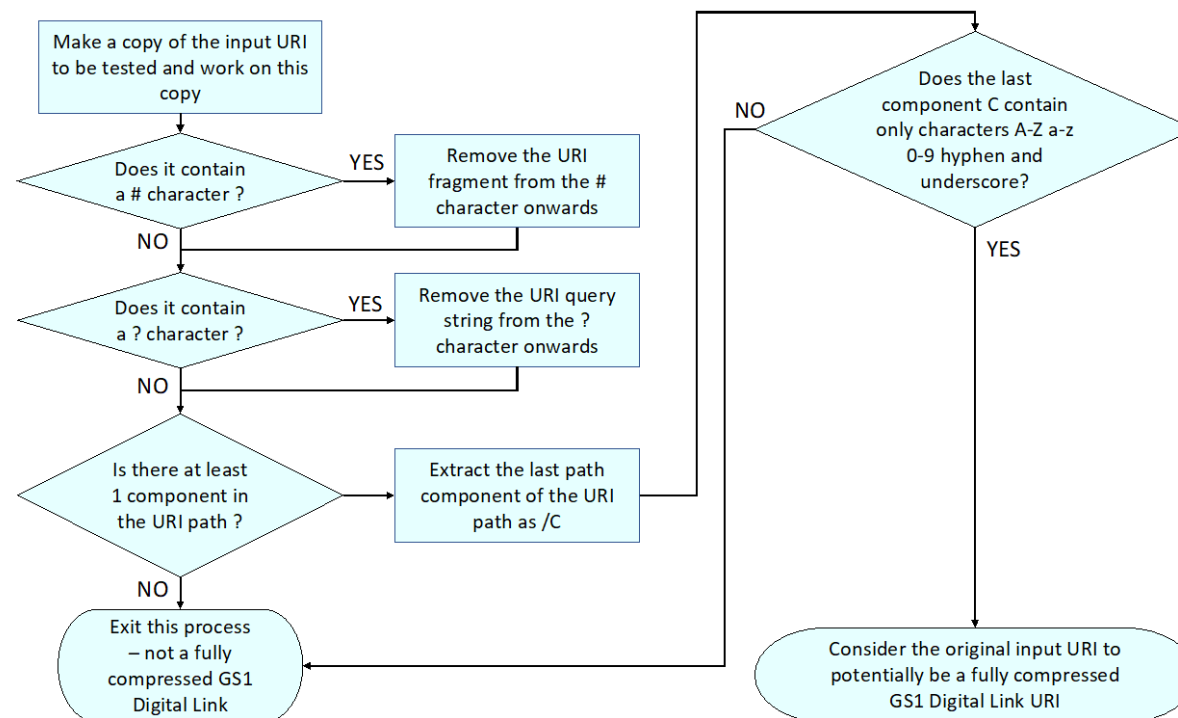 Make a copy of the input URI
to be tested and work on this
copy
Does it contain
a # character ?
YES
Remove the URI
fragment from the #
character onwards
NO
Does it contain
a ? character ?
YES
Remove the URI query
string from the ?
character onwards
NO
Is there at least
1 component in
the URI path ?
Extract the last path
component of the URI
path as /C
NO
Exit this process
– not a fully
compressed GS1
Digital Link
Does the last
component C contain
only characters A-Z a-z
0-9 hyphen and
underscore?
NO
YES
Consider the original input URI to
potentially be a fully compressed
GS1 Digital Link URI